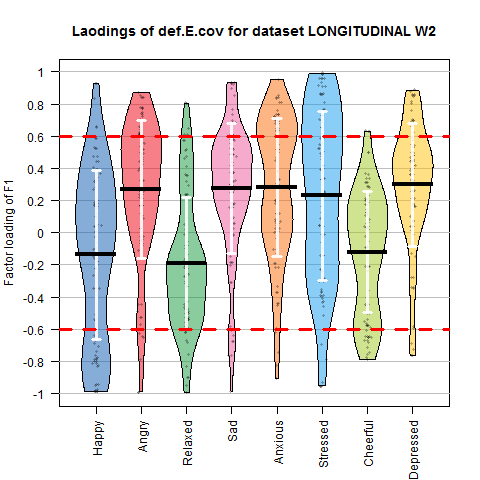 Laodings of def.E.cov for dataset LONGITUDINAL W2
Factor loading of F1
1
0.8
0.6
0.4
0.2
0
-0.2
-0.4
-0.6
-0.8
-1
Happy
Angry
Relaxed
Sad
Anxious
Stressed
Cheerful
Depressed